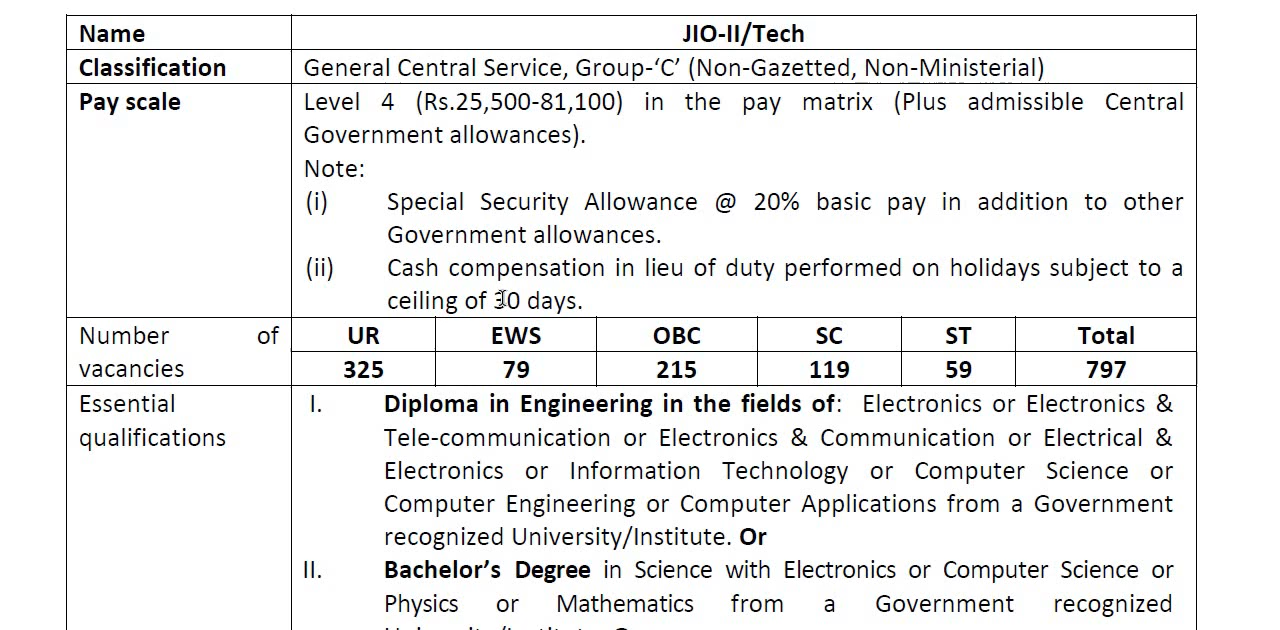 Name JIO-II/Tech
Classification General Central Service, Group-‘C’ (Non-Gazetted, Non-Ministerial)
Pay scale Level 4 (Rs.25,500-81,100) in the pay matrix (Plus admissible Central
Government allowances).
Note:
(i) Special Security Allowance @ 20% basic pay in addition to other
Government allowances.
(ii) Cash compensation in lieu of duty performed on holidays subject to a
ceiling of 30 days.
Number of UR EWS OBC SC ST Total
vacancies 325 79 215 119 59 797
Essential I. Diploma in Engineering in the fields of: Electronics or Electronics &
qualifications Tele-communication or Electronics & Communication or Electrical &
Electronics or Information Technology or Computer Science or
Computer Engineering or Computer Applications from a Government
recognized University/Institute. Or
II. Bachelor’s Degree in Science with Electronics or Computer Science or
Physics or Mathematics from a Government recognized